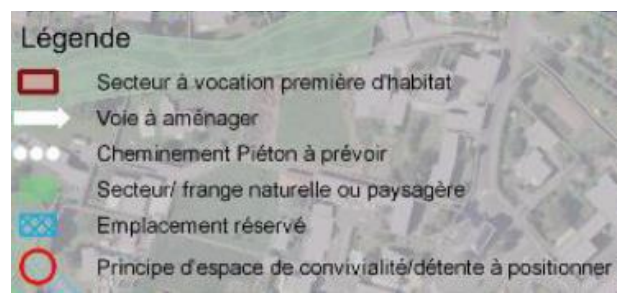 Légende
Secteur à vocation première d'habitat
Voie à aménager
Cheminement Piéton à prévoir
Secteur/ frange naturelle ou paysagère
Emplacement réservé
Principe d'espace de convivialité/détente à positionner